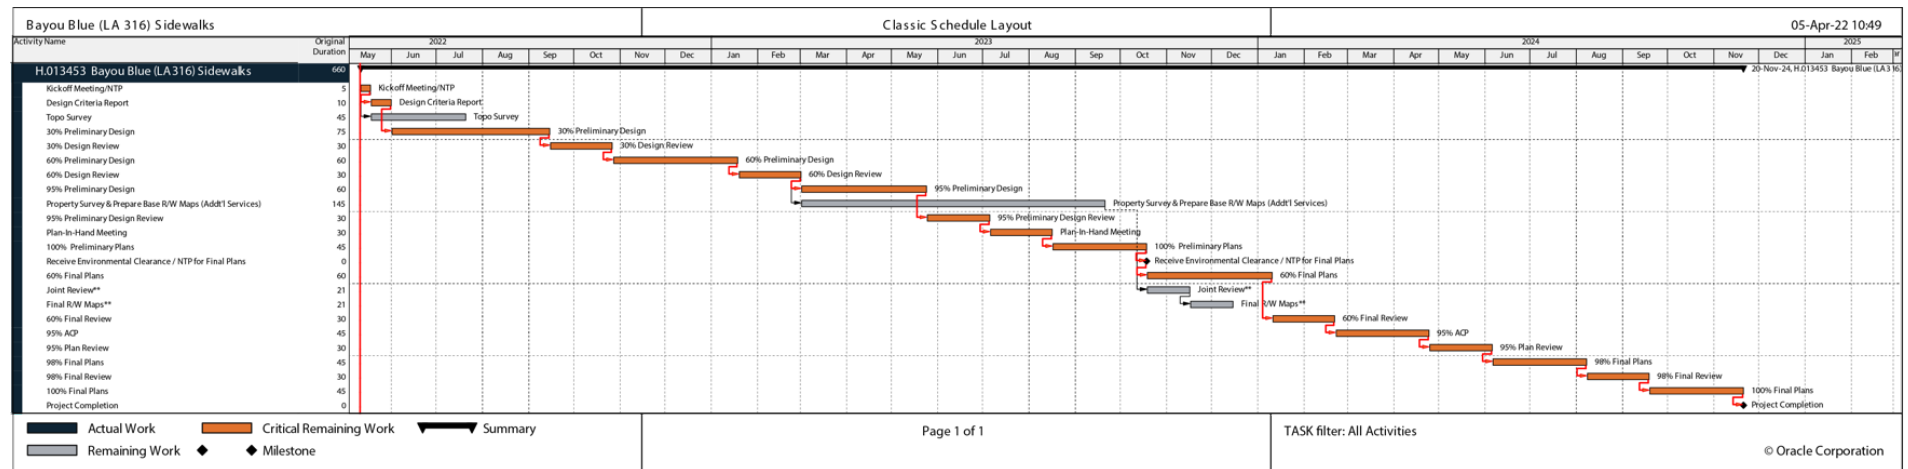 Bayou Blue (LA 316) Sidewalks Classic Schedule Layout 05-Apr-22 10:49
Activity Name Original Duration 2022 2023 2024 2025
May Jun Jul Aug Sep Oct Nov Dec Jan Feb Mar Apr May Jun Jul Aug Sep Oct Nov Dec Jan Feb Mar Apr May Jun Jul Aug Sep Oct Nov Dec Jan Feb
H.013453 Bayou Blue (LA316) Sidewalks 660 20-Nov-24, H.013453 Bayou Blue (LA316)
Kickoff Meeting/NTP 5 Kickoff Meeting/NTP
Design Criteria Report 10 Design Criteria Report
Topo Survey 45 Topo Survey
30% Preliminary Design 75 30% Preliminary Design
30% Design Review 30 30% Design Review
60% Preliminary Design 60 60% Preliminary Design
60% Design Review 30 60% Design Review
95% Preliminary Design 60 95% Preliminary Design
Property Survey & Prepare Base R/W Maps (Addt'l Services) 145 Property Survey & Prepare Base R/W Maps (Addt'l Services)
95% Preliminary Design Review 30 95% Preliminary Design Review
Plan-In-Hand Meeting 30 Plan-In-Hand Meeting
100% Preliminary Plans 45 100% Preliminary Plans
Receive Environmental Clearance / NTP for Final Plans 0 Receive Environmental Clearance / NTP for Final Plans
60% Final Plans 60 60% Final Plans
Joint Review** 21 Joint Review**
Final R/W Maps** 21 Final R/W Maps**
60% Final Review 30 60% Final Review
95% ACP 45 95% ACP
95% Plan Review 30 95% Plan Review
98% Final Plans 45 98% Final Plans
98% Final Review 30 98% Final Review
100% Final Plans 45 100% Final Plans
Project Completion 0 Project Completion
Actual Work Critical Remaining Work Summary Page 1 of 1 TASK filter: All Activities
Remaining Work Milestone © Oracle Corporation